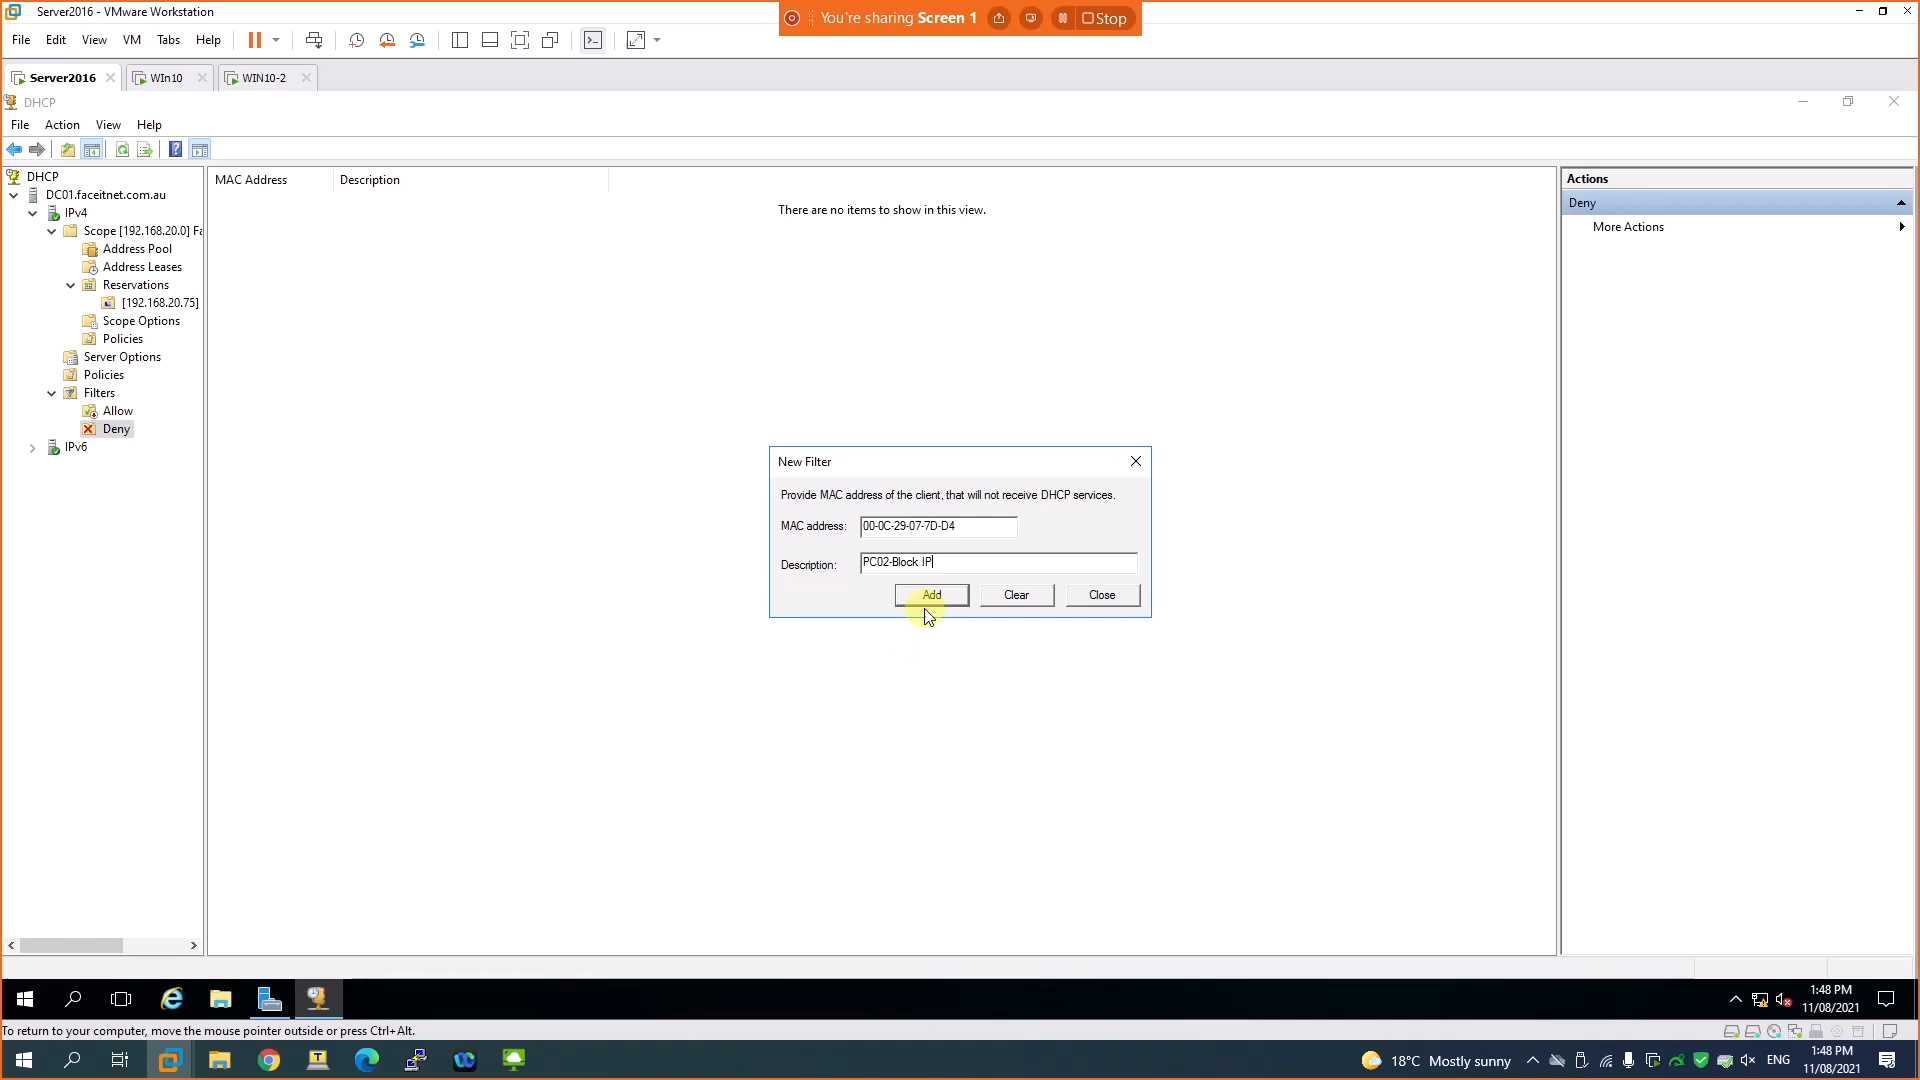 Server2016 - VMware Workstation
You're sharing Screen 1
Stop
File Edit View VM Tabs Help
Server2016
WIn10
WIN10-2
DHCP
File Action View Help
DHCP
DC01.faceitnet.com.au
IPv4
Scope [192.168.20.0] Fa
Address Pool
Address Leases
Reservations
[192.168.20.75]
Scope Options
Policies
Server Options
Policies
Filters
Allow
Deny
IPv6
MAC Address Description
There are no items to show in this view.
Actions
Deny
More Actions
New Filter
Provide MAC address of the client, that will not receive DHCP services.
MAC address: 00-0C-29-07-7D-D4
Description: PC02-Block IP
Add Clear Close
1:48 PM
11/08/2021
To return to your computer, move the mouse pointer outside or press Ctrl+Alt.
18°C Mostly sunny
ENG
1:48 PM
11/08/2021